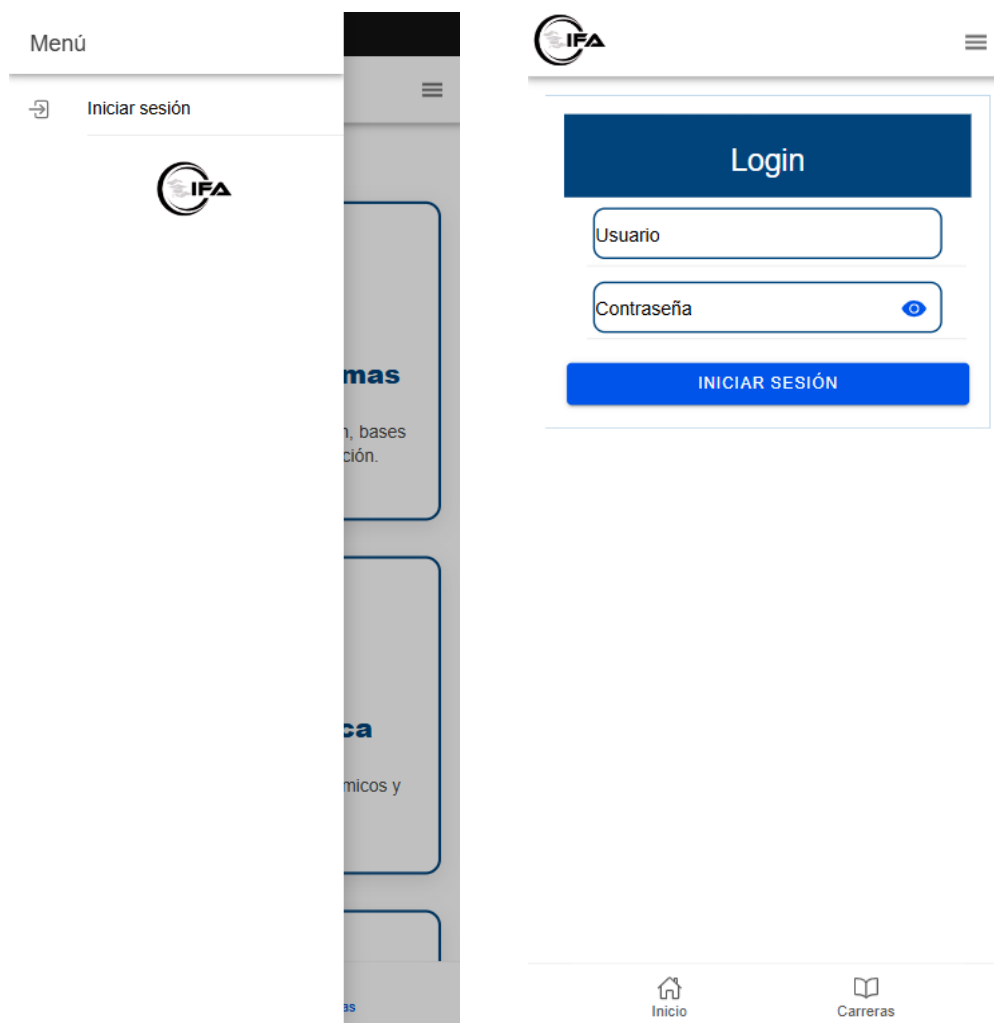 Menú
Iniciar sesión
IFA
mas
n, bases
ción.
ca
micos y
as
IFA
Login
Usuario
Contraseña
INICIAR SESIÓN
Inicio
Carreras